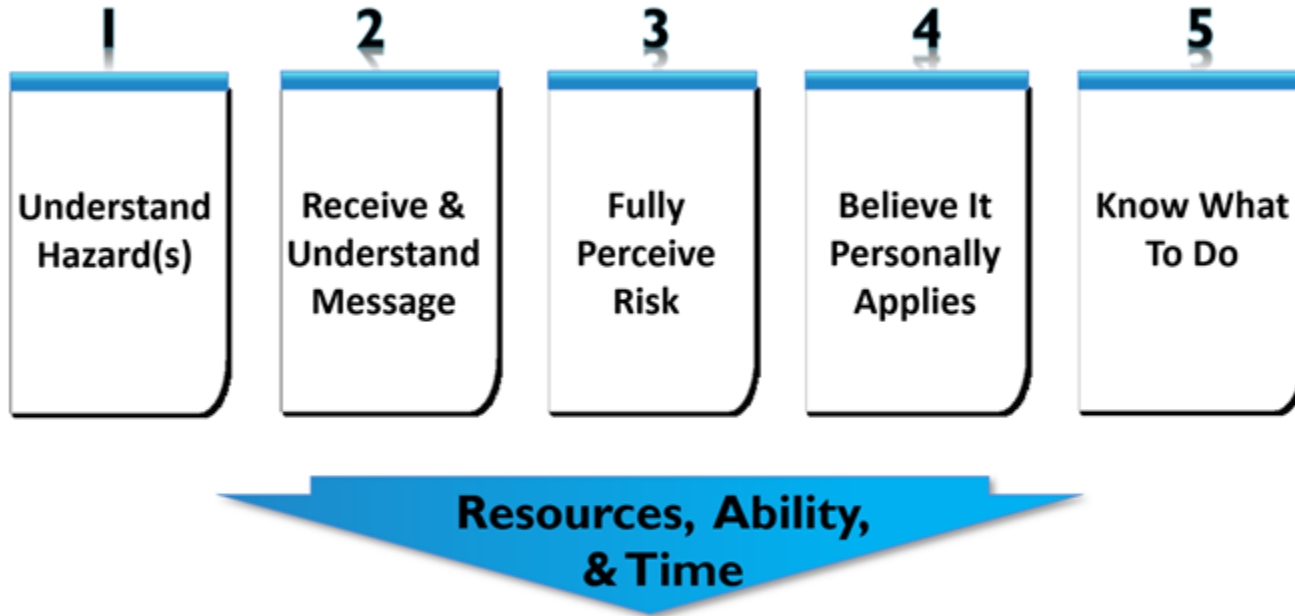 1
Understand
Hazard(s)
2
Receive &
Understand
Message
3
Fully
Perceive
Risk
4
Believe It
Personally
Applies
5
Know What
To Do
Resources, Ability,
& Time